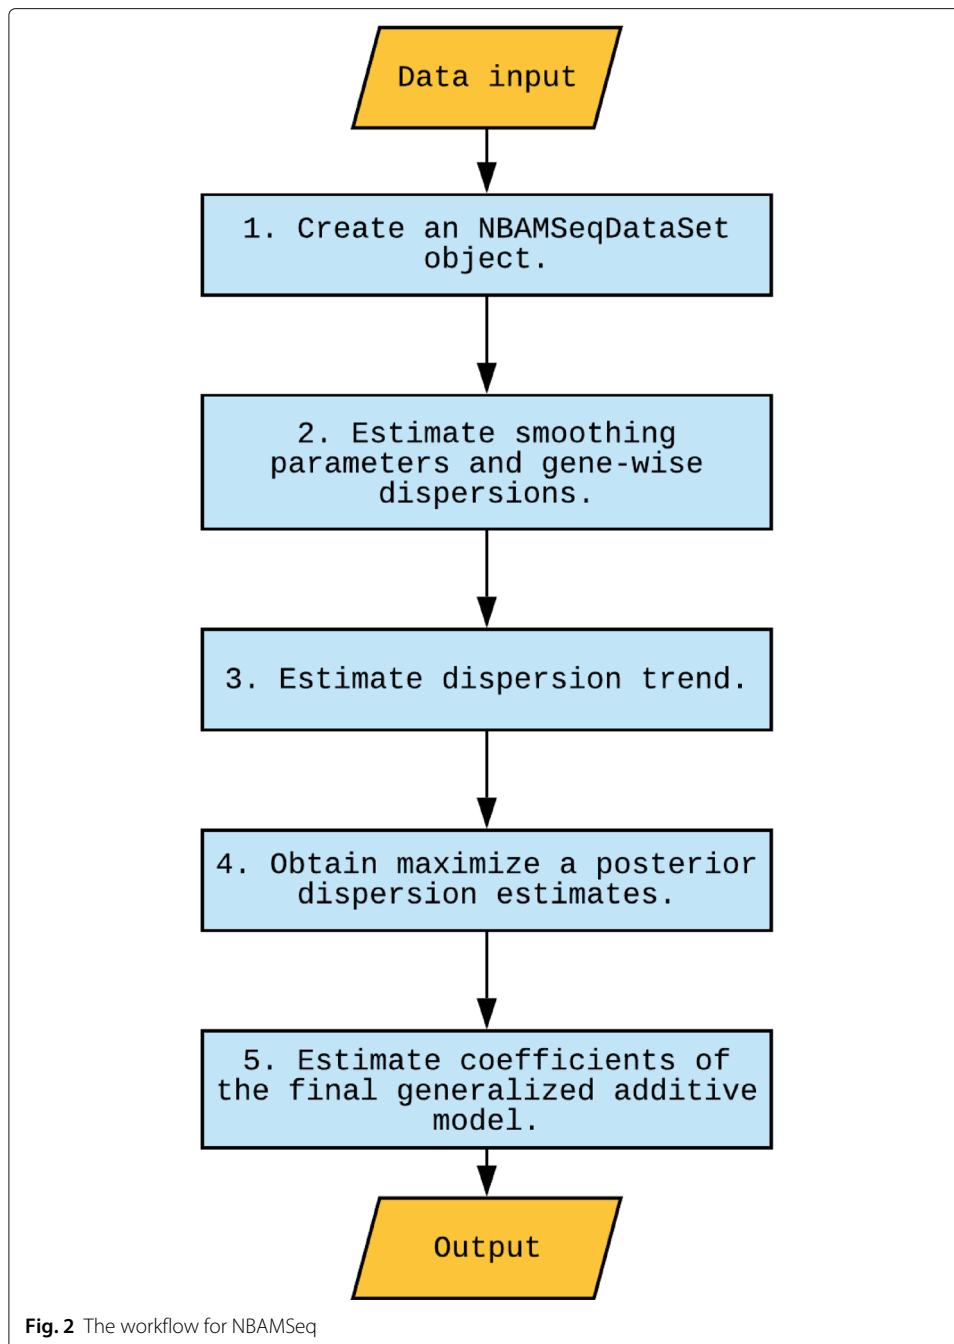 Data input
1. Create an NBAMSeqDataSet
object.
2. Estimate smoothing
parameters and gene-wise
dispersions.
3. Estimate dispersion trend.
4. Obtain maximize a posterior
dispersion estimates.
5. Estimate coefficients of
the final generalized additive
model.
Output
Fig. 2 The workflow for NBAMSeq